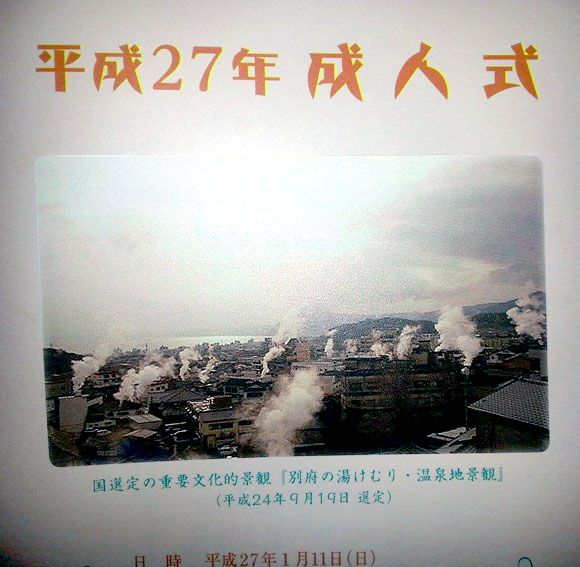 平成27年 成人式
国選定の重要文化的景観『別府の湯けむり・温泉地景観』
(平成24年9月19日 選定)
日 時 平成27年1月11日(日)